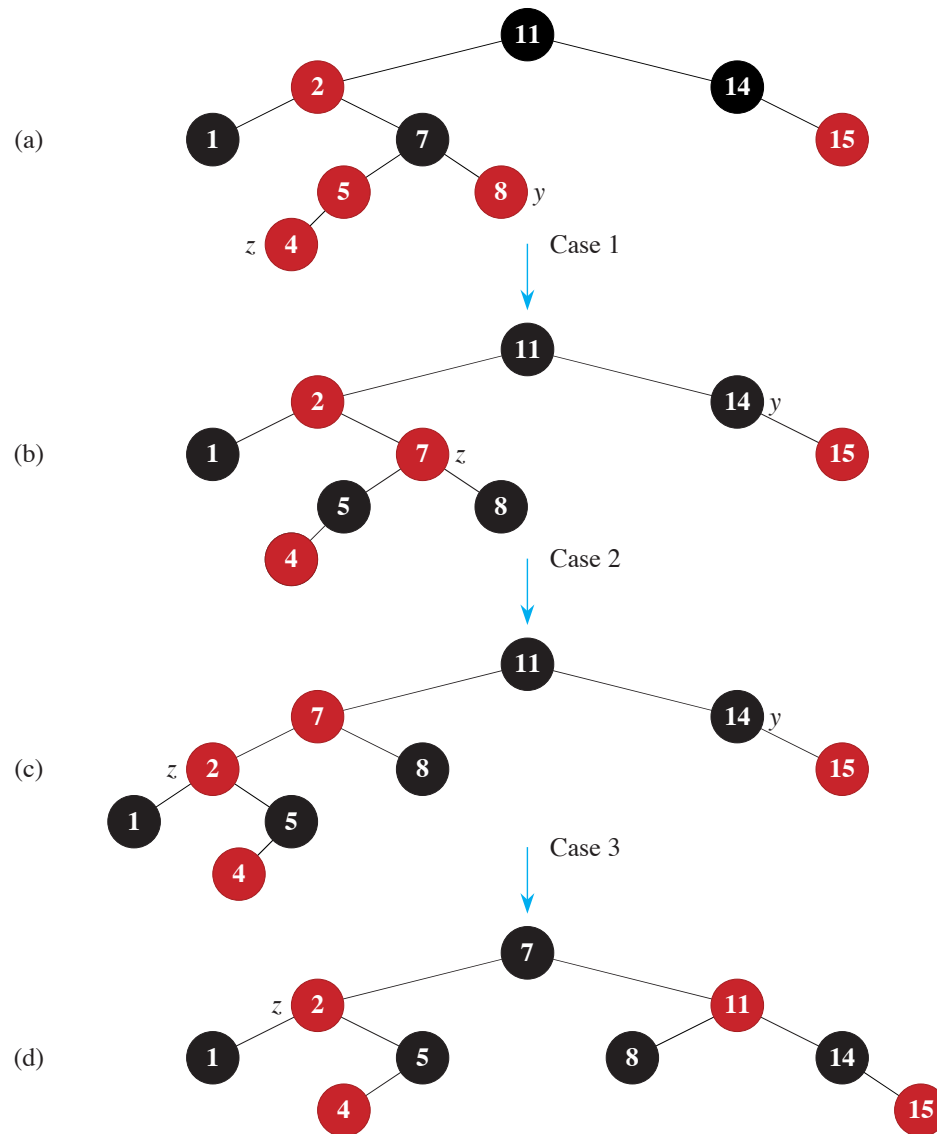 11
2 14
(a) 1 7 15
5 8 y
z 4 Case 1
11
2 14 y
(b) 1 7 z 15
5 8
4 Case 2
11
7 14 y
(c) z 2 8 15
1 5
4 Case 3
7
z 2 11
(d) 1 5 8 14
4 15